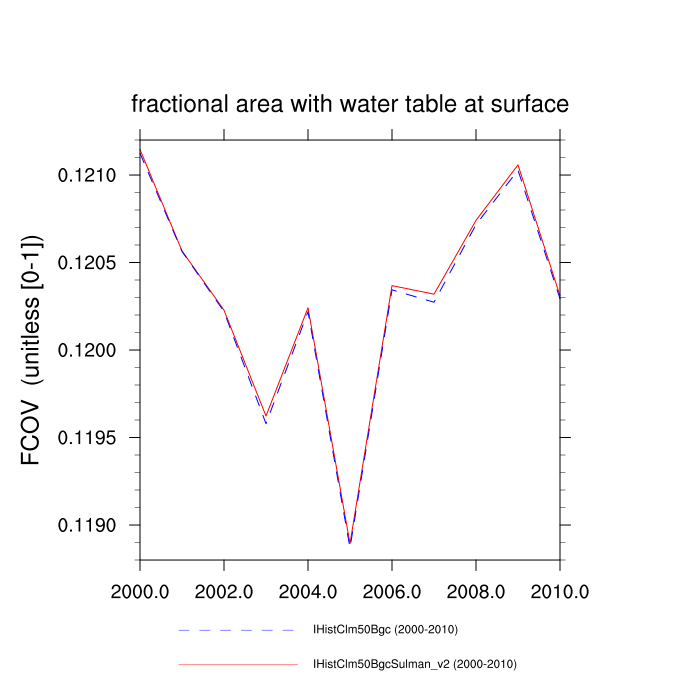 fractional area with water table at surface
FCOV (unitless [0-1])
0.1210
0.1205
0.1200
0.1195
0.1190
2000.0 2002.0 2004.0 2006.0 2008.0 2010.0
IHistClm50Bgc (2000-2010)
IHistClm50BgcSulman_v2 (2000-2010)